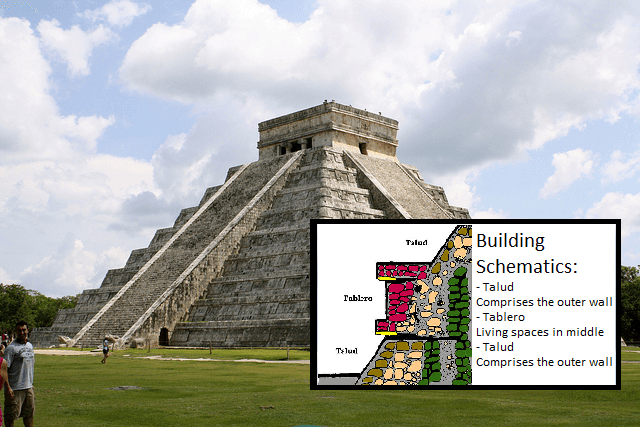 Talud
Tablero
Talud
Building
Schematics:
- Talud
Comprises the outer wall
- Tablero
Living spaces in middle
- Talud
Comprises the outer wall